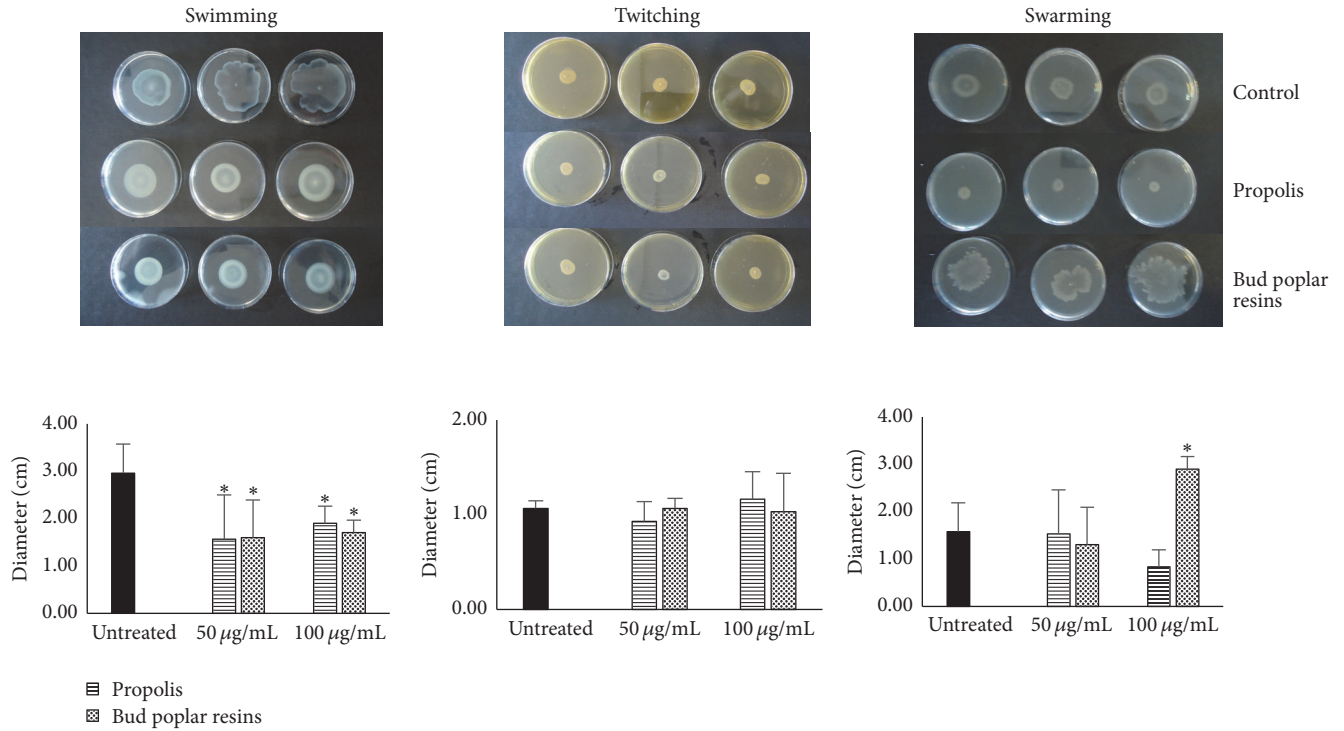 Swimming
Twitching
Swarming
Control
Propolis
Bud poplar
resins
Diameter (cm)
4.00
3.00
2.00
1.00
0.00
* * * *
Untreated 50 μg/mL 100 μg/mL
Diameter (cm)
2.00
1.00
0.00
Untreated 50 μg/mL 100 μg/mL
Diameter (cm)
4.00
3.00
2.00
1.00
0.00
*
Untreated 50 μg/mL 100 μg/mL
Propolis
Bud poplar resins